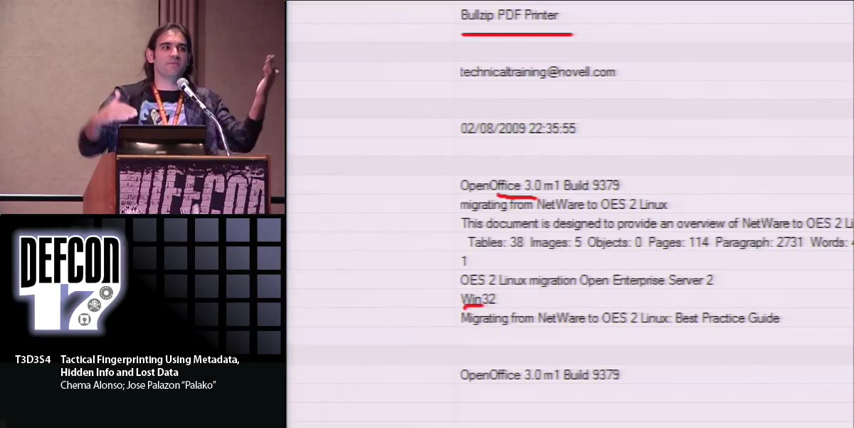 Bullzip PDF Printer
technicaltraining@novell.com
02/08/2009 22:35:55
OpenOffice 3.0 m1 Build 9379
migrating from NetWare to OES 2 Linux
This document is designed to provide an overview of NetWare to OES 2 Li
Tables: 38 Images: 5 Objects: 0 Pages: 114 Paragraph: 2731 Words:
1
OES 2 Linux migration Open Enterprise Server 2
Win32
Migrating from NetWare to OES 2 Linux: Best Practice Guide
OpenOffice 3.0 m1 Build 9379
DEFCON
DEFCON
17
T3D354 Tactical Fingerprinting Using Metadata,
Hidden Info and Lost Data
Chema Alonso; Jose Palazon "Palako"